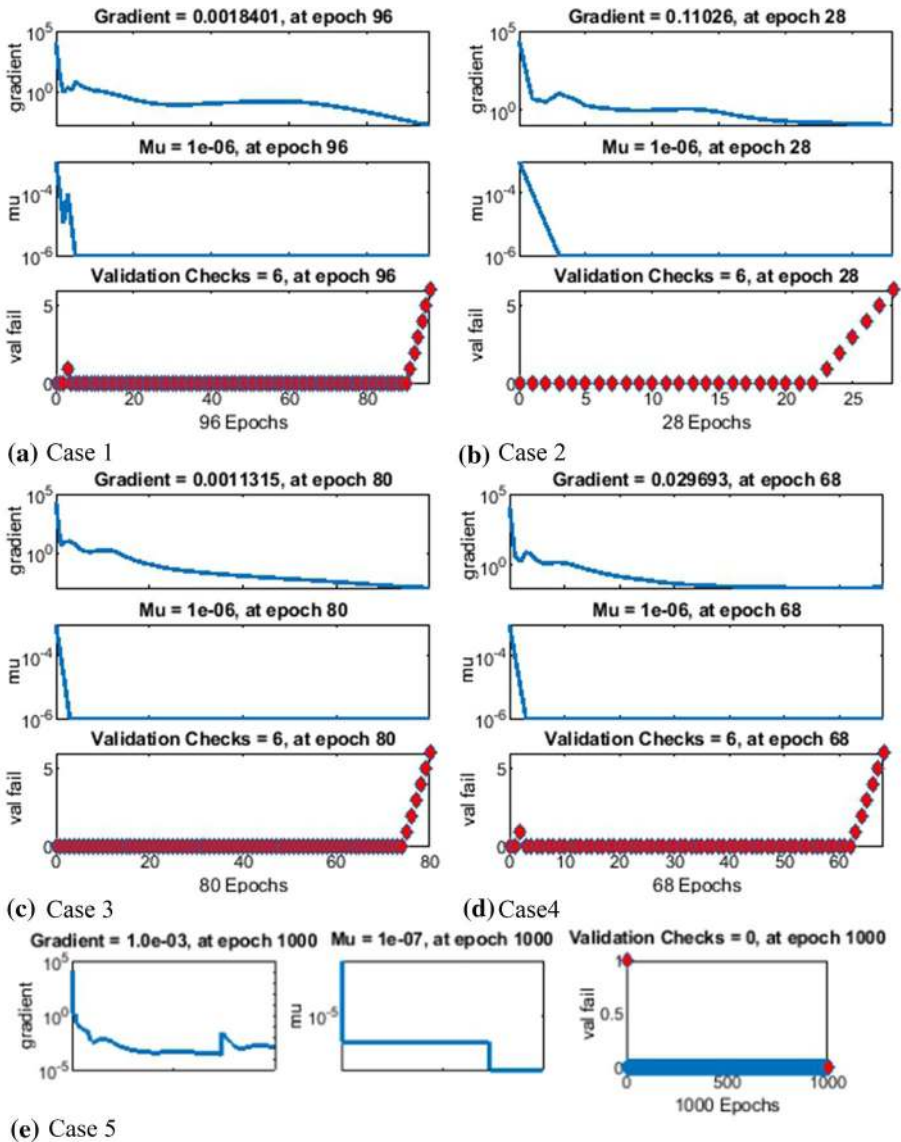 Gradient = 0.0018401, at epoch 96
10^5
10^0
gradient
Mu = 1e-06, at epoch 96
10^-4
10^-6
mu
Validation Checks = 6, at epoch 96
5
0
val fail
0 20 40 60 80
96 Epochs
(a) Case 1
Gradient = 0.11026, at epoch 28
10^5
10^0
gradient
Mu = 1e-06, at epoch 28
10^-4
10^-6
mu
Validation Checks = 6, at epoch 28
5
0
val fail
0 5 10 15 20 25
28 Epochs
(b) Case 2
Gradient = 0.0011315, at epoch 80
10^5
10^0
gradient
Mu = 1e-06, at epoch 80
10^-4
10^-6
mu
Validation Checks = 6, at epoch 80
5
0
val fail
0 20 40 60 80
80 Epochs
(c) Case 3
Gradient = 0.029693, at epoch 68
10^5
10^0
gradient
Mu = 1e-06, at epoch 68
10^-4
10^-6
mu
Validation Checks = 6, at epoch 68
5
0
val fail
0 10 20 30 40 50 60
68 Epochs
(d) Case4
Gradient = 1.0e-03, at epoch 1000
10^5
10^0
10^-5
gradient
Mu = 1e-07, at epoch 1000
10^-5
mu
Validation Checks = 0, at epoch 1000
1
0.5
0
val fail
0 500 1000
1000 Epochs
(e) Case 5